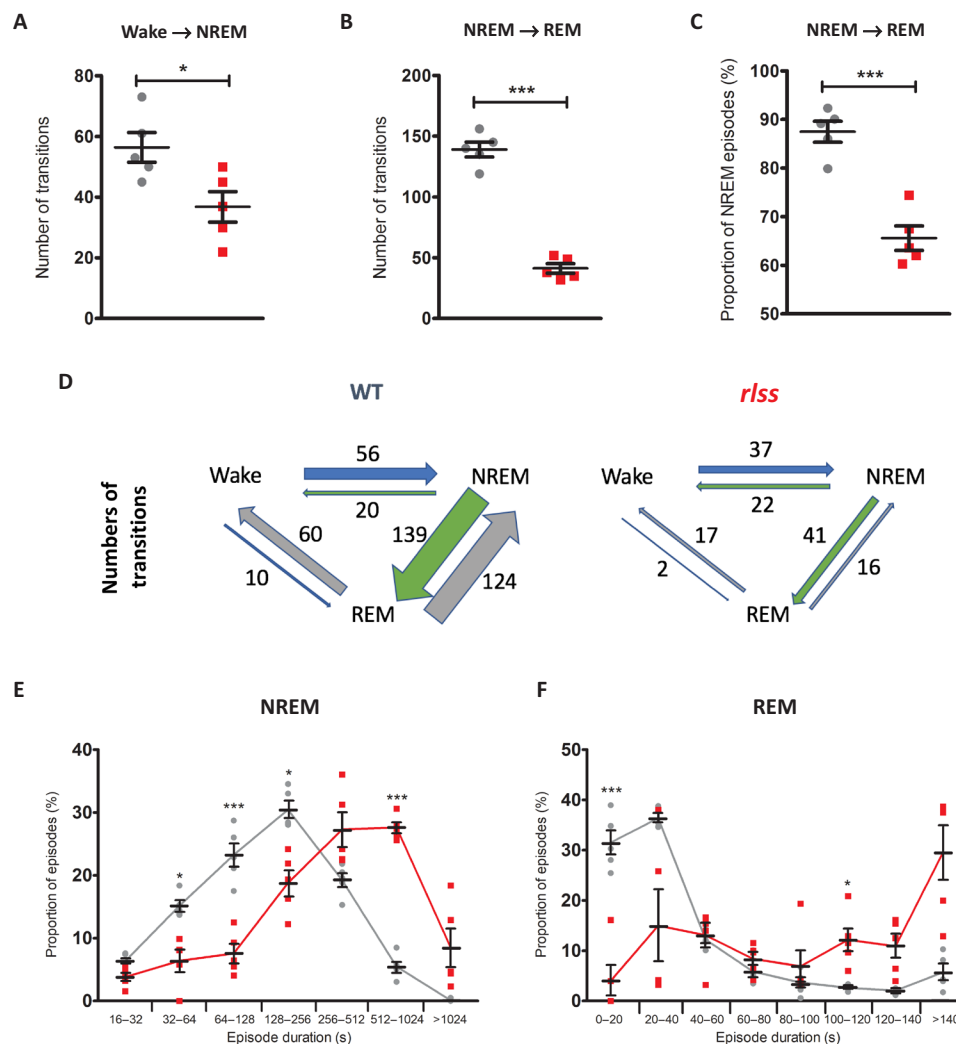 A
Wake → NREM
Number of transitions
80
60
40
20
0
*
B
NREM → REM
Number of transitions
200
150
100
50
0
***
C
NREM → REM
Proportion of NREM episodes (%)
100
90
80
70
60
50
***
D
WT
rlss
Numbers of
transitions
Wake
56
NREM
20
60
139
10
124
REM
Wake
37
NREM
22
17
41
2
16
REM
E
NREM
Proportion of episodes (%)
40
30
20
10
0
*
***
*
***
16–32
32–64
64–128
128–256
256–512
512–1024
>1024
Episode duration (s)
F
REM
Proportion of episodes (%)
50
40
30
20
10
0
***
*
0–20
20–40
40–60
60–80
80–100
100–120
120–140
>140
Episode duration (s)